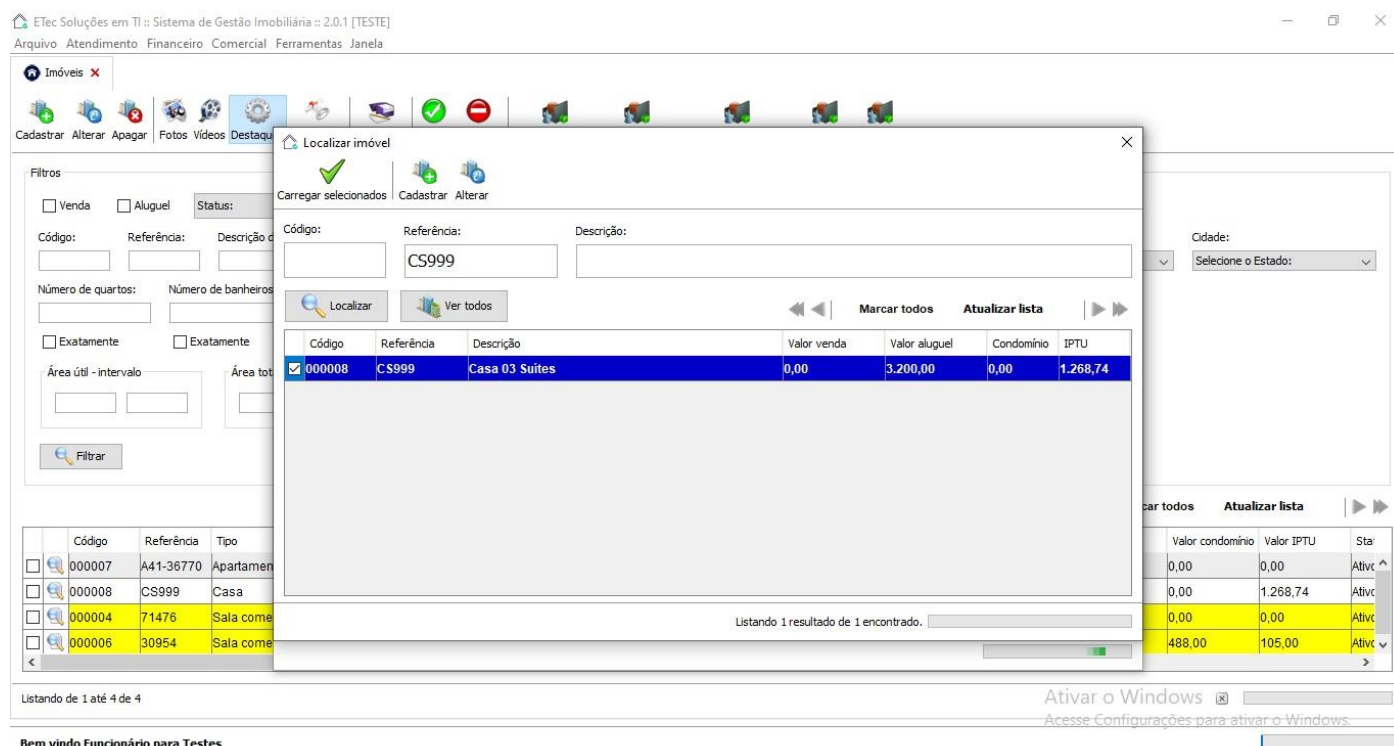 ETec Soluções em TI :: Sistema de Gestão Imobiliária :: 2.0.1 [TESTE]
Arquivo Atendimento Financeiro Comercial Ferramentas Janela
Imóveis
Cadastrar Alterar Apagar Fotos Vídeos Destaqu
Localizar imóvel
Carregar selecionados Cadastrar Alterar
Código: Referência: Descrição:
CS999
Localizar Ver todos Marcar todos Atualizar lista
Código Referência Descrição Valor venda Valor aluguel Condomínio IPTU
000008 CS999 Casa 03 Suítes 0,00 3.200,00 0,00 1.268,74
Listando 1 resultado de 1 encontrado.
Filtros
Venda Aluguel Status:
Código: Referência: Descrição d Cidade:
Selecione o Estado:
Número de quartos: Número de banheiros
Exatamente Exatamente
Área útil - intervalo Área tot
Filtrar
car todos Atualizar lista
Código Referência Tipo Valor condomínio Valor IPTU Sta
000007 A41-36770 Apartamen 0,00 0,00 Ativo
000008 CS999 Casa 0,00 1.268,74 Ativo
000004 71476 Sala come 0,00 0,00 Ativo
000006 30954 Sala come 488,00 105,00 Ativo
Listando de 1 até 4 de 4
Ativar o Windows
Acesse Configurações para ativar o Windows.
Bem vindo Funcionário para Testes